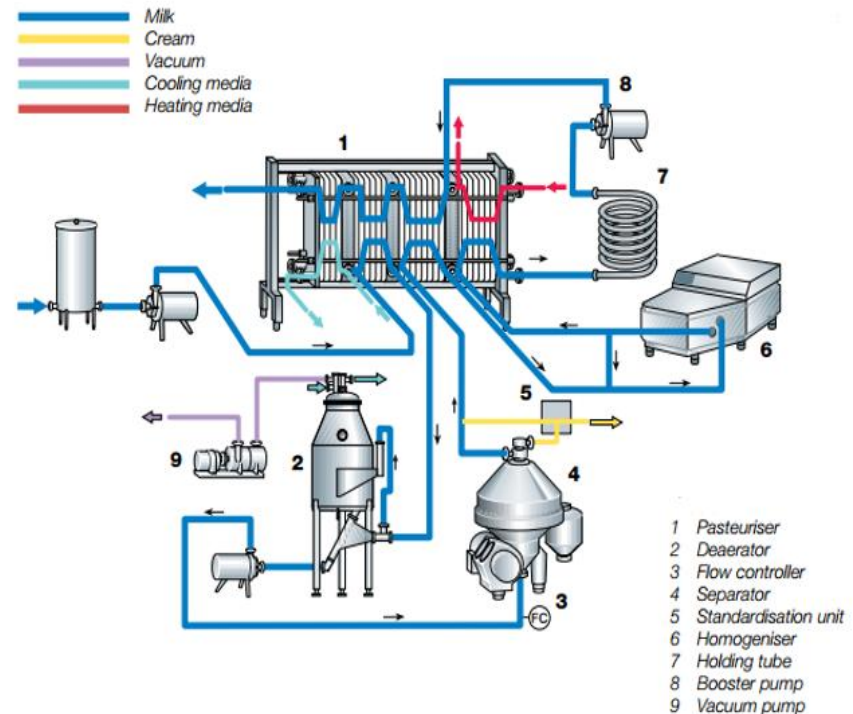 Milk
Cream
Vacuum
Cooling media
Heating media
8
1
7
6
5
2
9
4
3
FC
1 Pasteuriser
2 Deaerator
3 Flow controller
4 Separator
5 Standardisation unit
6 Homogeniser
7 Holding tube
8 Booster pump
9 Vacuum pump